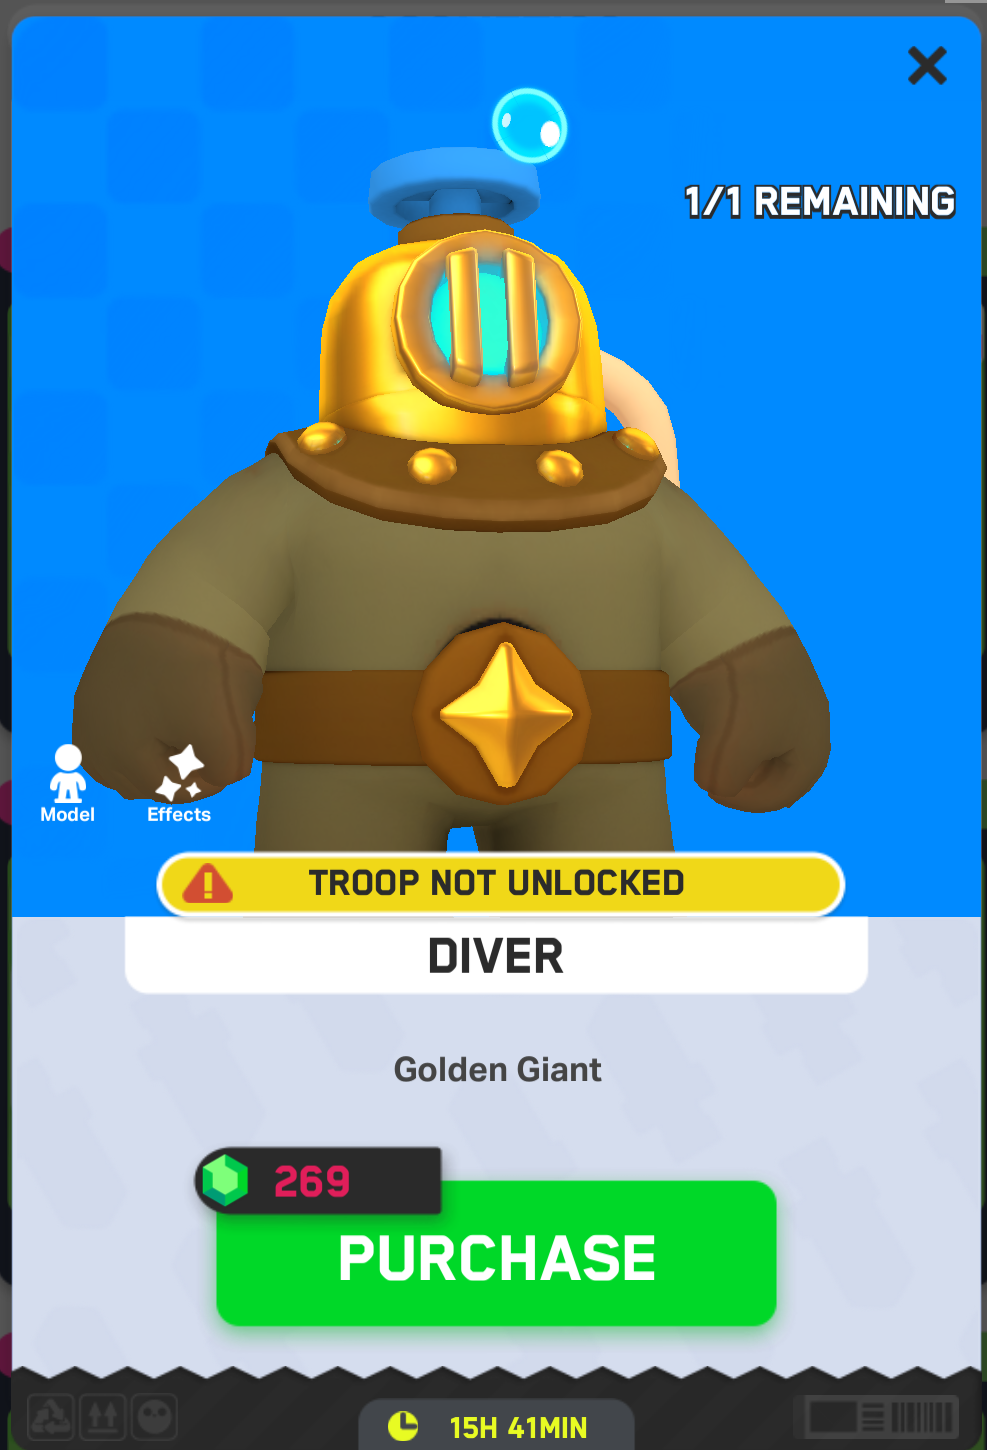 1/1 REMAINING
Model
Effects
TROOP NOT UNLOCKED
DIVER
Golden Giant
269
PURCHASE
15H 41MIN